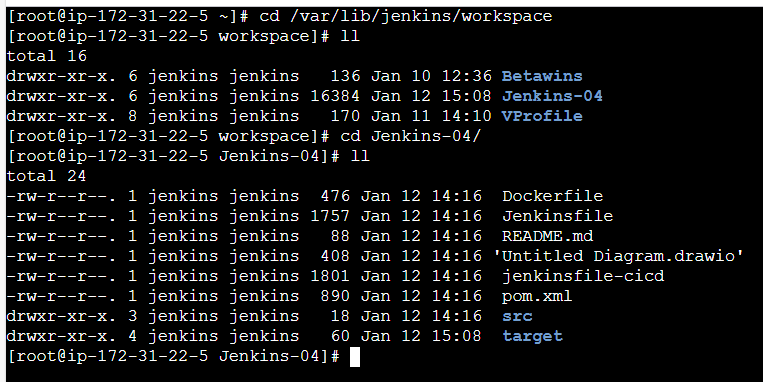 [root@ip-172-31-22-5 ~]# cd /var/lib/jenkins/workspace
[root@ip-172-31-22-5 workspace]# ll
total 16
drwxr-xr-x. 6 jenkins jenkins   136 Jan 10 12:36 Betawins
drwxr-xr-x. 6 jenkins jenkins 16384 Jan 12 15:08 Jenkins-04
drwxr-xr-x. 8 jenkins jenkins   170 Jan 11 14:10 VProfile
[root@ip-172-31-22-5 workspace]# cd Jenkins-04/
[root@ip-172-31-22-5 Jenkins-04]# ll
total 24
-rw-r--r--. 1 jenkins jenkins  476 Jan 12 14:16  Dockerfile
-rw-r--r--. 1 jenkins jenkins 1757 Jan 12 14:16  Jenkinsfile
-rw-r--r--. 1 jenkins jenkins   88 Jan 12 14:16  README.md
-rw-r--r--. 1 jenkins jenkins  408 Jan 12 14:16 'Untitled Diagram.drawio'
-rw-r--r--. 1 jenkins jenkins 1801 Jan 12 14:16  jenkinsfile-cicd
-rw-r--r--. 1 jenkins jenkins  890 Jan 12 14:16  pom.xml
drwxr-xr-x. 3 jenkins jenkins   18 Jan 12 14:16  src
drwxr-xr-x. 4 jenkins jenkins   60 Jan 12 15:08  target
[root@ip-172-31-22-5 Jenkins-04]#